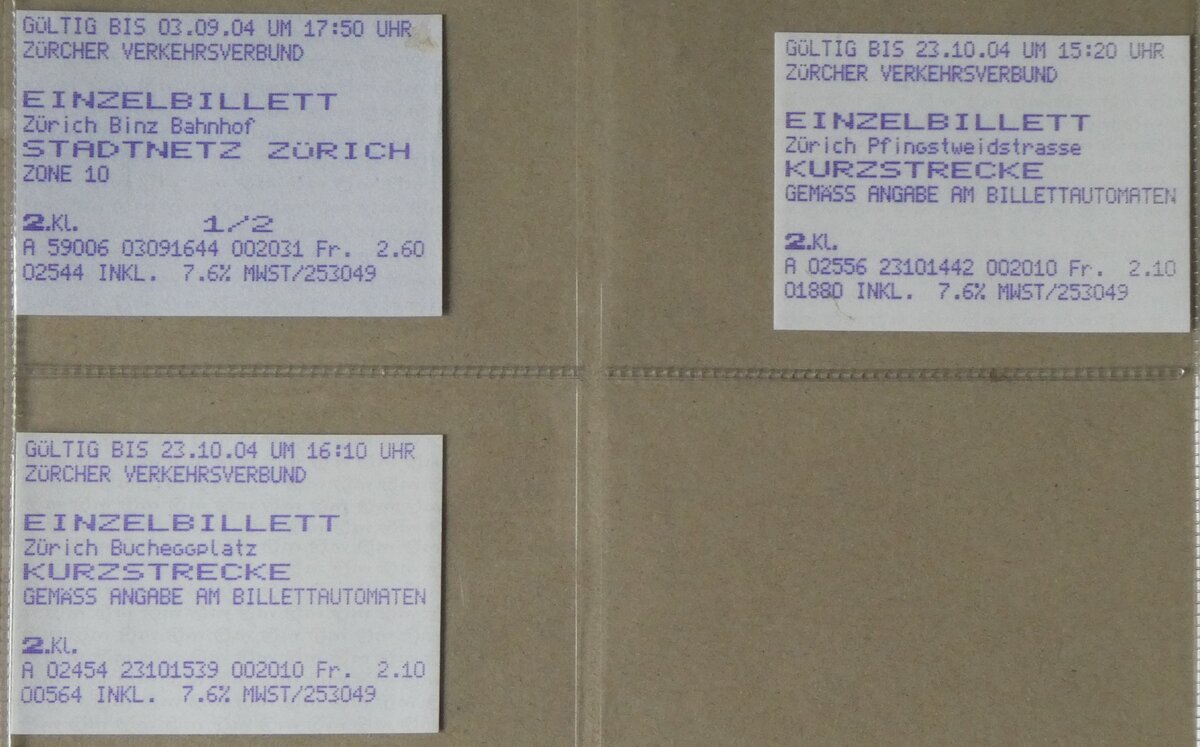 GÜLTIG BIS 03.09.04 UM 17:50 UHR
ZÜRCHER VERKEHRSVERBUND
EINZELBILLETT
Zürich Binz Bahnhof
STADTNETZ ZÜRICH
ZONE 10
2.Kl. 1/2
A 59006 03091644 002031 Fr. 2.60
02544 INKL. 7.6% MWST/253049
GÜLTIG BIS 23.10.04 UM 15:20 UHR
ZÜRCHER VERKEHRSVERBUND
EINZELBILLETT
Zürich Pfingstweidstrasse
KURZSTRECKE
GEMÄSS ANGABE AM BILLETTAUTOMATEN
2.Kl.
A 02556 23101442 002010 Fr. 2.10
01880 INKL. 7.6% MWST/253049
GÜLTIG BIS 23.10.04 UM 16:10 UHR
ZÜRCHER VERKEHRSVERBUND
EINZELBILLETT
Zürich Bucheggplatz
KURZSTRECKE
GEMÄSS ANGABE AM BILLETTAUTOMATEN
2.Kl.
A 02454 23101539 002010 Fr. 2.10
00564 INKL. 7.6% MWST/253049